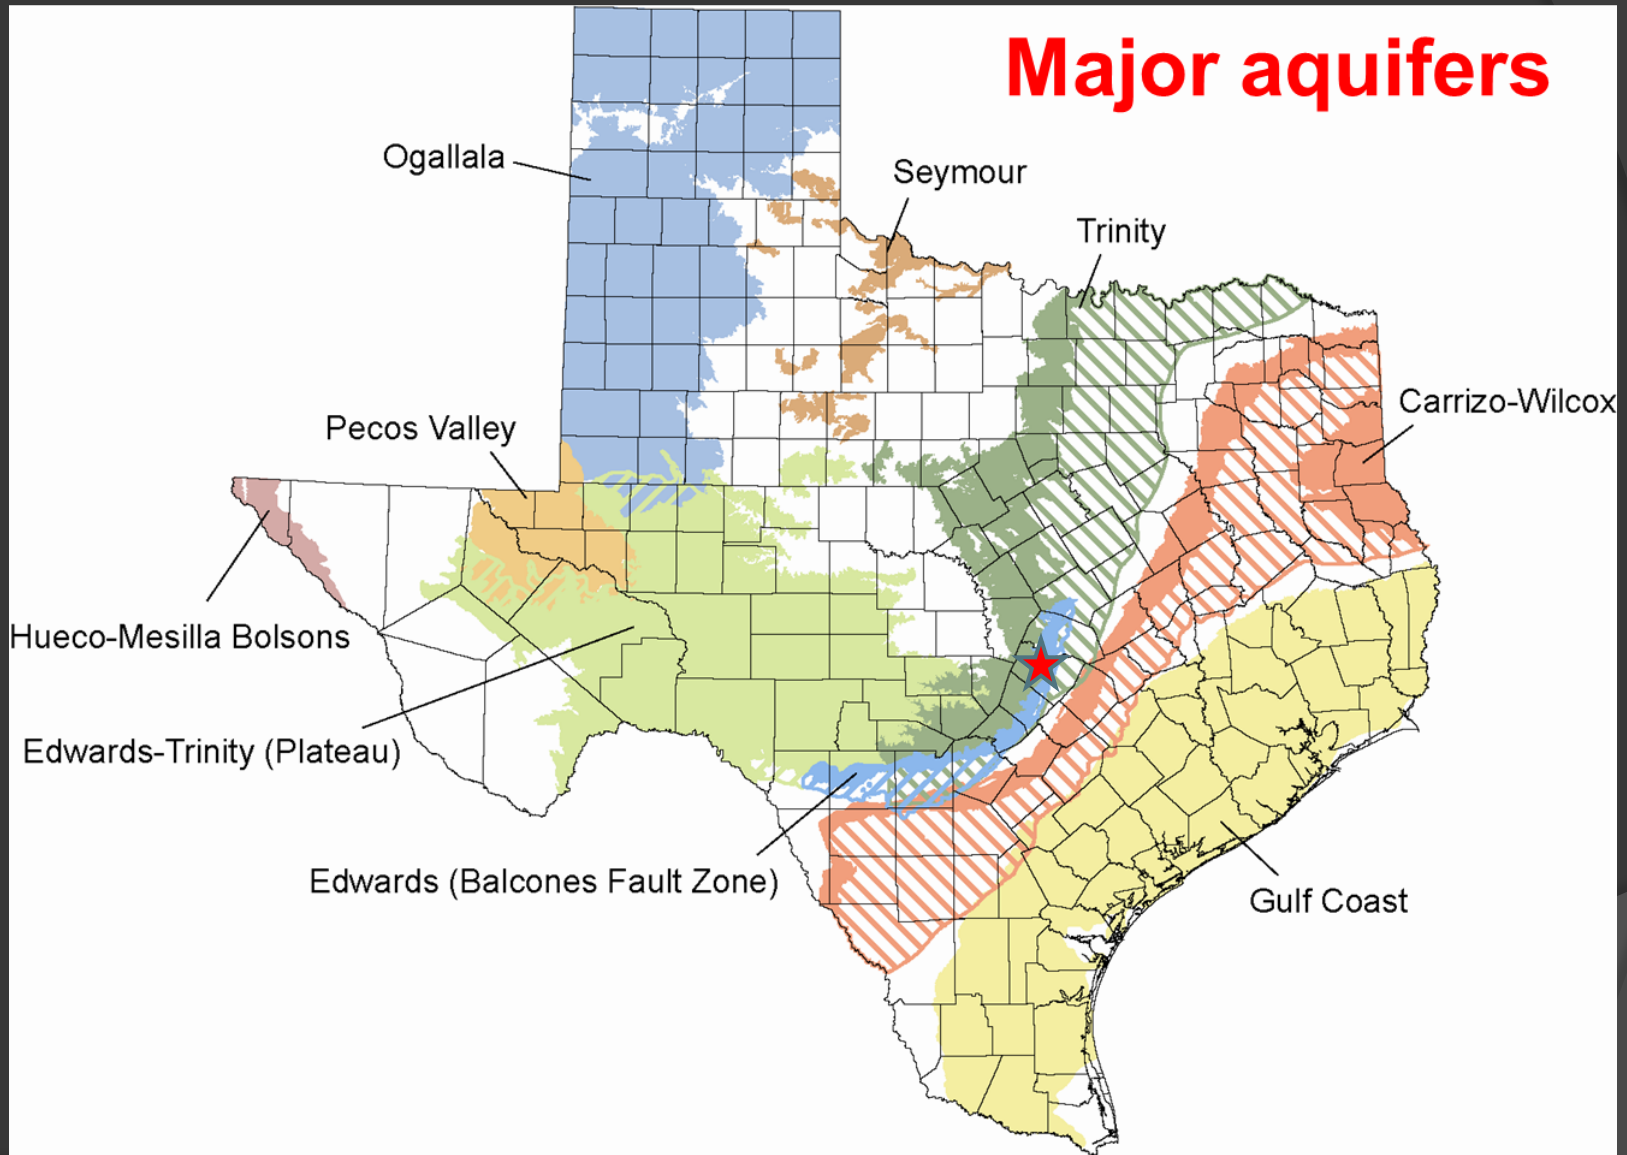 Major aquifers
Ogallala
Seymour
Trinity
Carrizo-Wilcox
Pecos Valley
Hueco-Mesilla Bolsons
Edwards-Trinity (Plateau)
Edwards (Balcones Fault Zone)
Gulf Coast